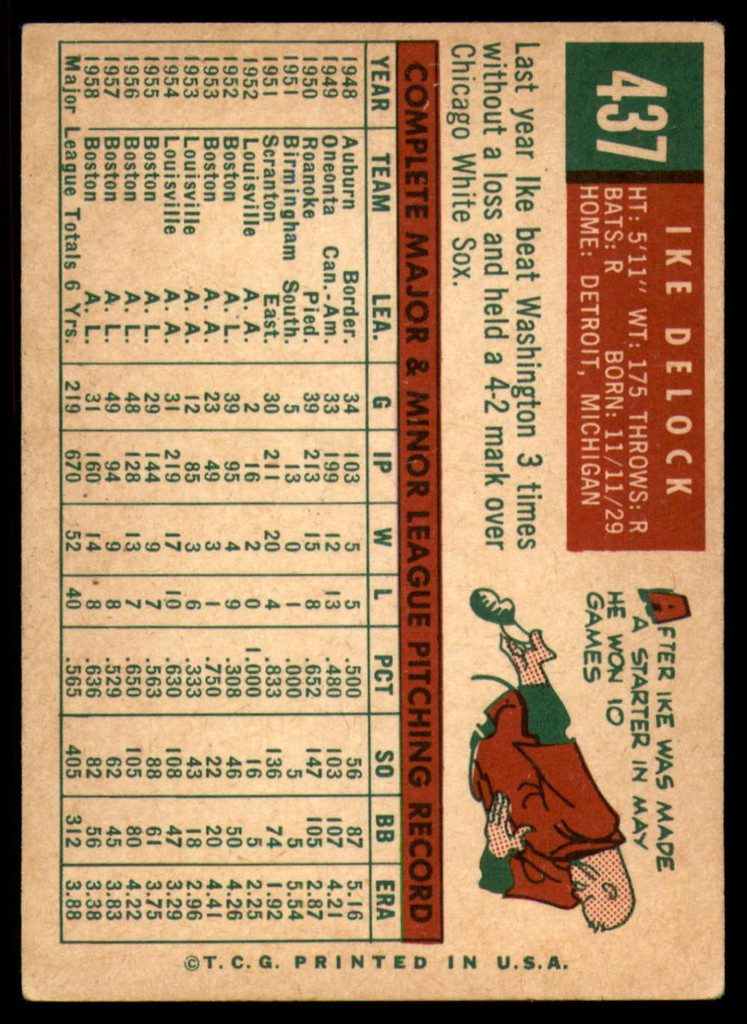 437
IKE DELOCK
HT: 5'11" WT: 175 THROWS: R
BATS: R BORN: 11/11/29
HOME: DETROIT, MICHIGAN
Last year Ike beat Washington 3 times
without a loss and held a 4-2 mark over
Chicago White Sox.
AFTER IKE WAS MADE
A STARTER IN MAY
HE WON 10
GAMES
COMPLETE MAJOR & MINOR LEAGUE PITCHING RECORD
YEAR TEAM LEA. G IP W L PCT SO BB ERA
1948 Auburn Border. 34 103 5 5 .500 56 87 5.16
1949 Oneonta Can.-Am. 33 199 12 13 .480 103 107 4.21
1950 Roanoke Pied. 39 213 15 8 .652 147 105 2.87
1951 Birmingham South. 5 13 0 1 .000 5 5 5.54
1951 Scranton East. 30 211 20 4 .833 136 74 1.92
1952 Louisville A. A. 2 16 2 0 1.000 16 5 2.25
1952 Boston A. L. 39 95 4 9 .308 46 50 4.26
1953 Boston A. L. 23 49 3 1 .750 22 20 4.41
1953 Louisville A. A. 12 85 3 6 .333 43 18 2.96
1954 Louisville A. A. 31 219 17 10 .630 108 47 3.29
1955 Boston A. L. 29 144 9 7 .563 88 61 3.75
1956 Boston A. L. 48 128 13 7 .650 105 80 4.22
1957 Boston A. L. 49 94 9 8 .529 62 45 3.83
1958 Boston A. L. 31 160 14 8 .636 82 56 3.38
Major League Totals 6 Yrs. 219 670 52 40 .565 405 312 3.88
©T.C.G. PRINTED IN U.S.A.